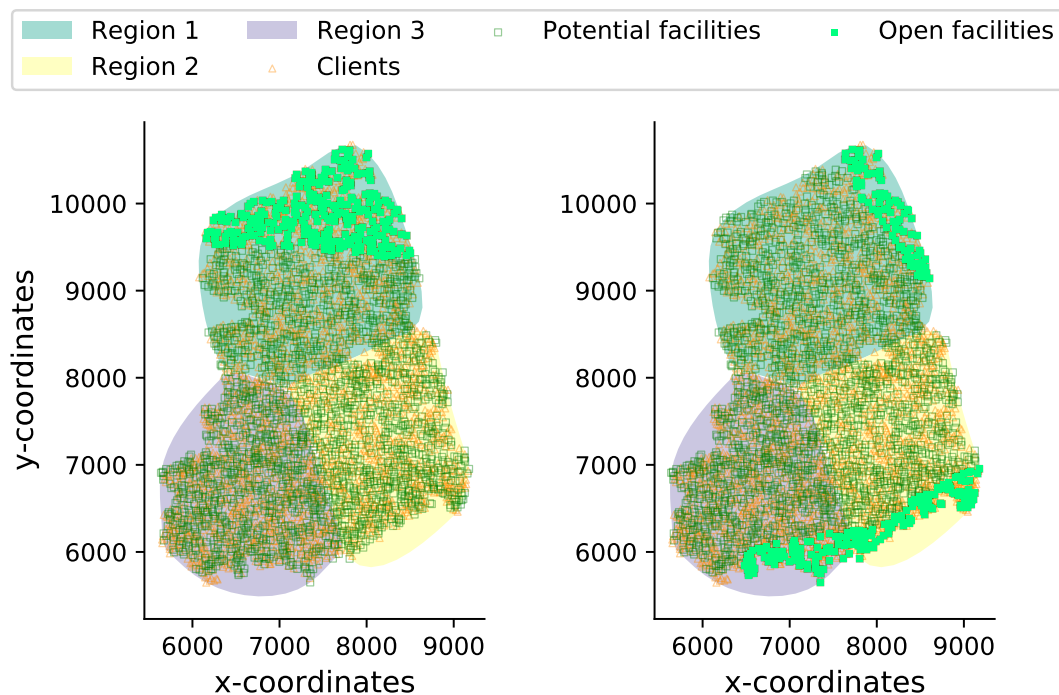 Region 1 Region 3 Potential facilities Open facilities
Region 2 Clients
10000
9000
8000
7000
6000
y-coordinates
6000 7000 8000 9000
x-coordinates
10000
9000
8000
7000
6000
6000 7000 8000 9000
x-coordinates